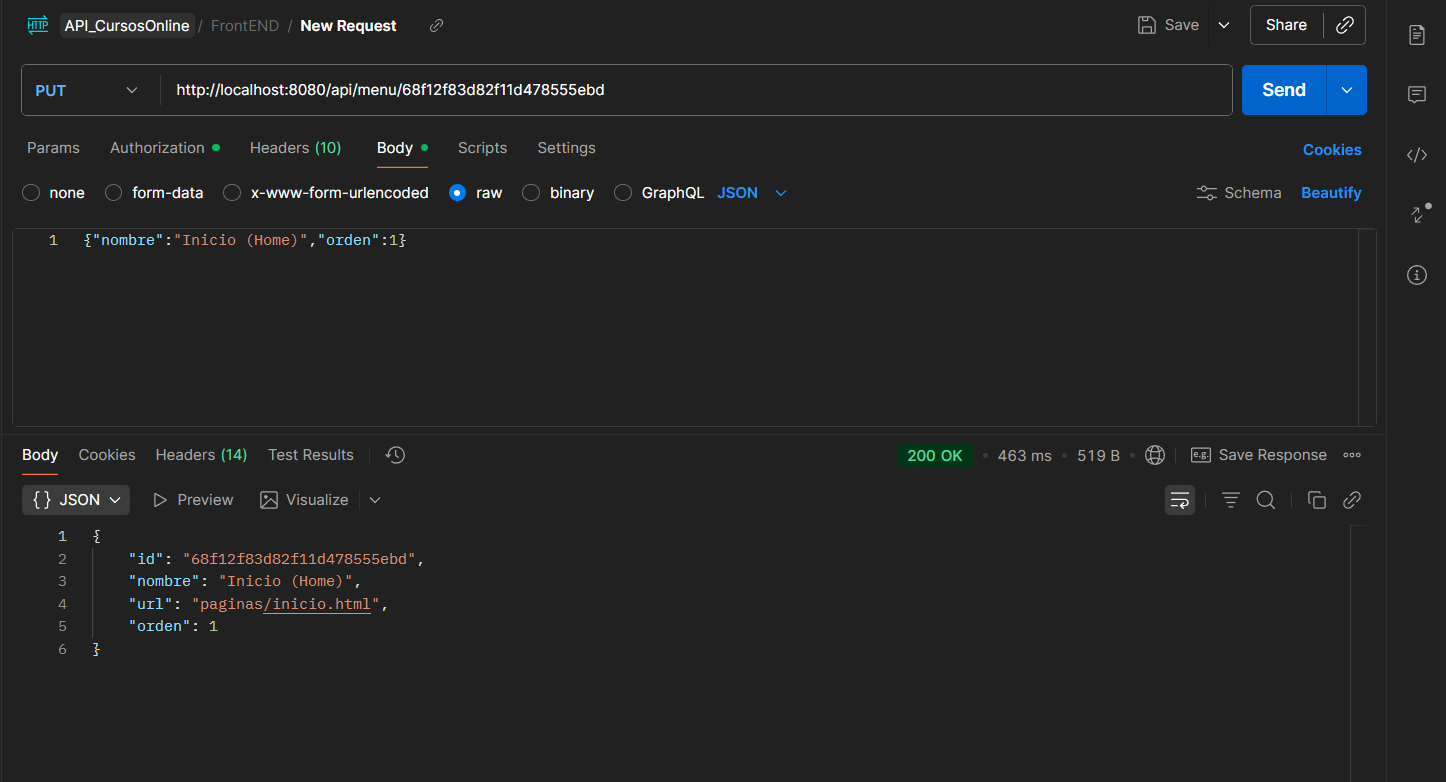 HTTP API_CursosOnline / FrontEND / New Request Save Share
PUT http://localhost:8080/api/menu/68f12f83d82f11d478555ebd Send
Params Authorization Headers (10) Body Scripts Settings Cookies
none form-data x-www-form-urlencoded raw binary GraphQL JSON Schema Beautify
1 {"nombre":"Inicio (Home)","orden":1}
Body Cookies Headers (14) Test Results 200 OK • 463 ms • 519 B • e.g. Save Response
{} JSON Preview Visualize
1 {
2 "id": "68f12f83d82f11d478555ebd",
3 "nombre": "Inicio (Home)",
4 "url": "paginas/inicio.html",
5 "orden": 1
6 }